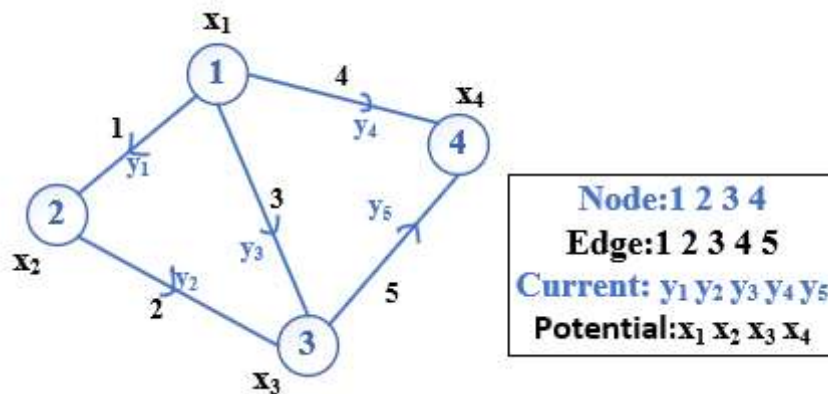 x₁
1
4
x₄
y₄
1
y₁
4
3
2
y₅
y₃
x₂
y₂
2
5
3
x₃
Node:1 2 3 4
Edge:1 2 3 4 5
Current: y₁ y₂ y₃ y₄ y₅
Potential:x₁ x₂ x₃ x₄